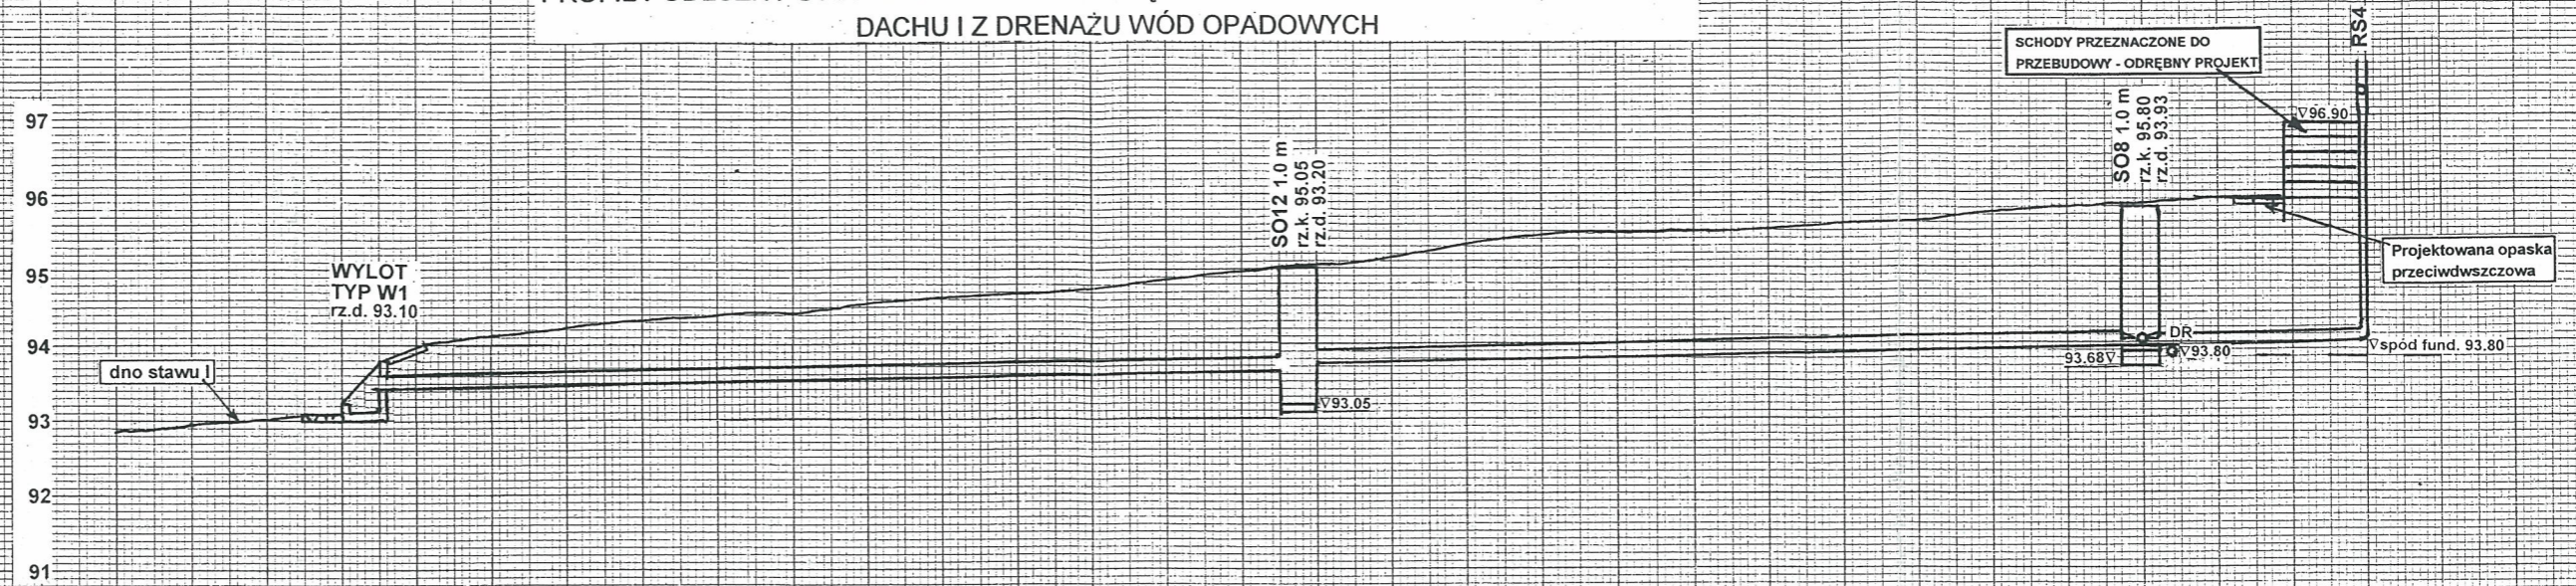 DACHU I Z DRENAŻU WÓD OPADOWYCH
RS4
SCHODY PRZEZNACZONE DO
PRZEBUDOWY - ODRĘBNY PROJEKT
97
▽96.90
SO8 1.0 m
rz.k. 95.80
rz.d. 93.93
SO12 1.0 m
rz.k. 95.05
rz.d. 93.20
96
Projektowana opaska
przeciwdwszczowa
95
WYLOT
TYP W1
rz.d. 93.10
94
DR
▽spód fund. 93.80
93.68▽
▽93.80
dno stawu I
▽93.05
93
92
91